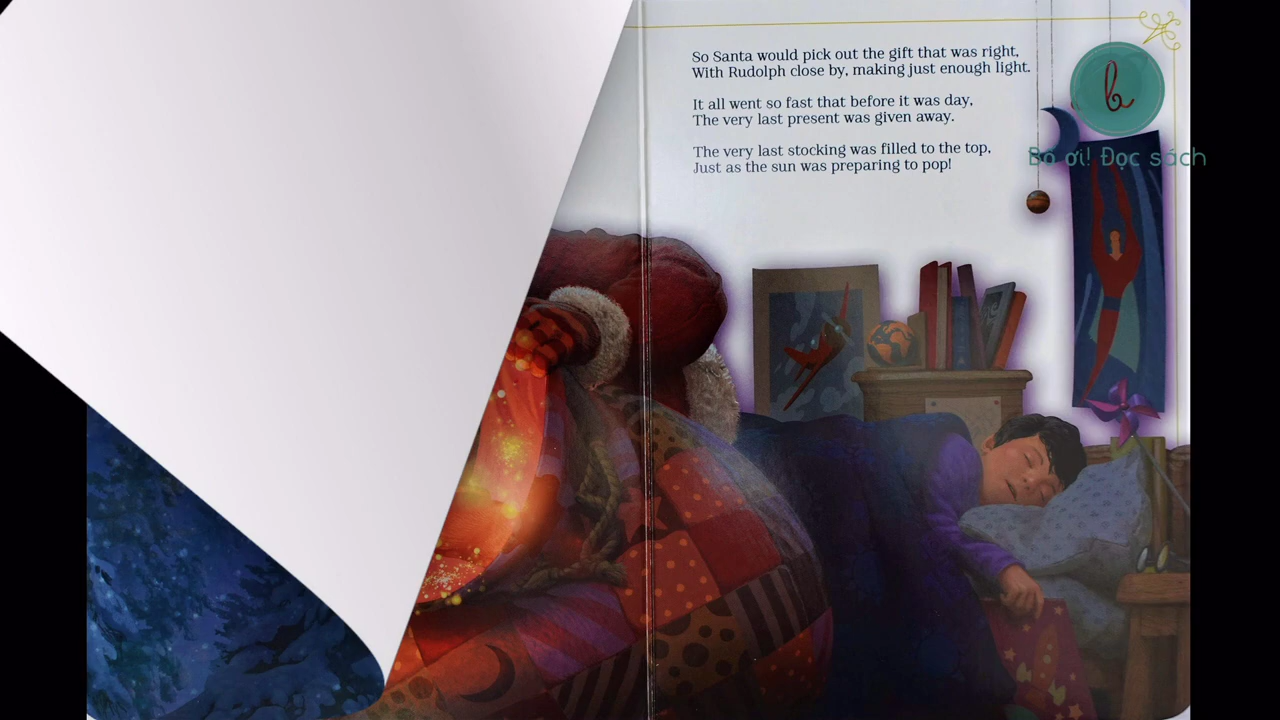 So Santa would pick out the gift that was right,
With Rudolph close by, making just enough light.
It all went so fast that before it was day,
The very last present was given away.
The very last stocking was filled to the top,
Just as the sun was preparing to pop!
b
Bố ơi! Đọc sách